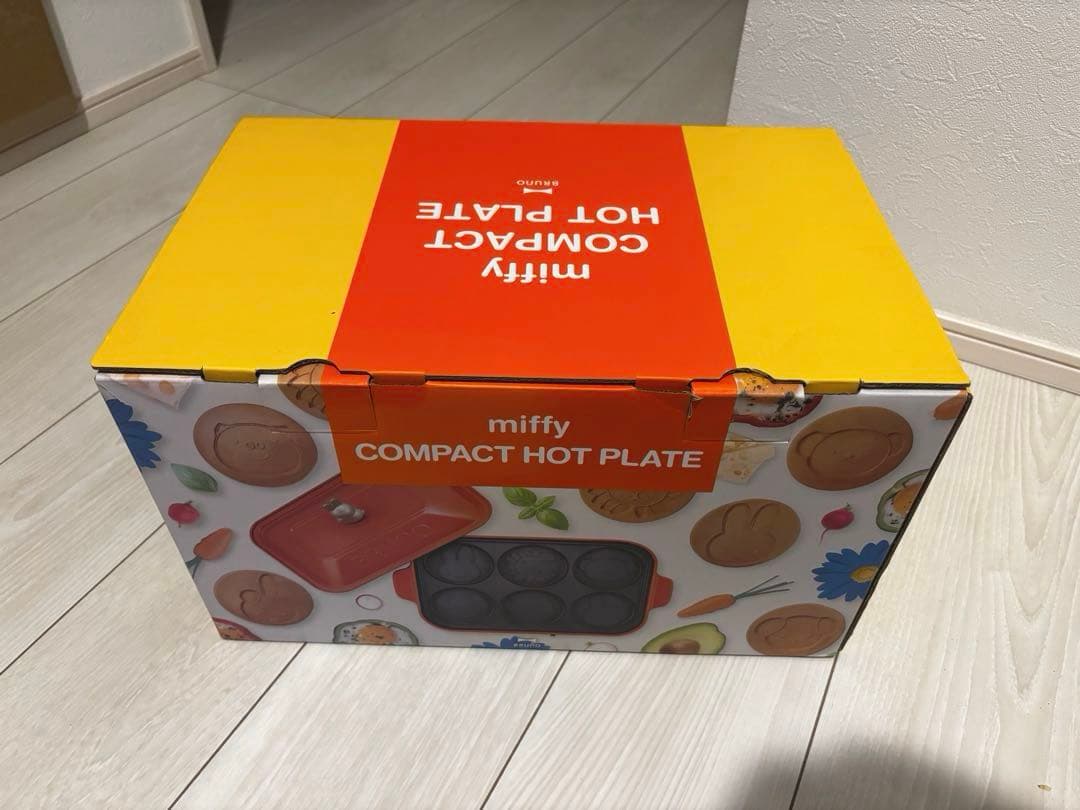 miffy
COMPACT
HOT PLATE
BRUNO
miffy
COMPACT HOT PLATE